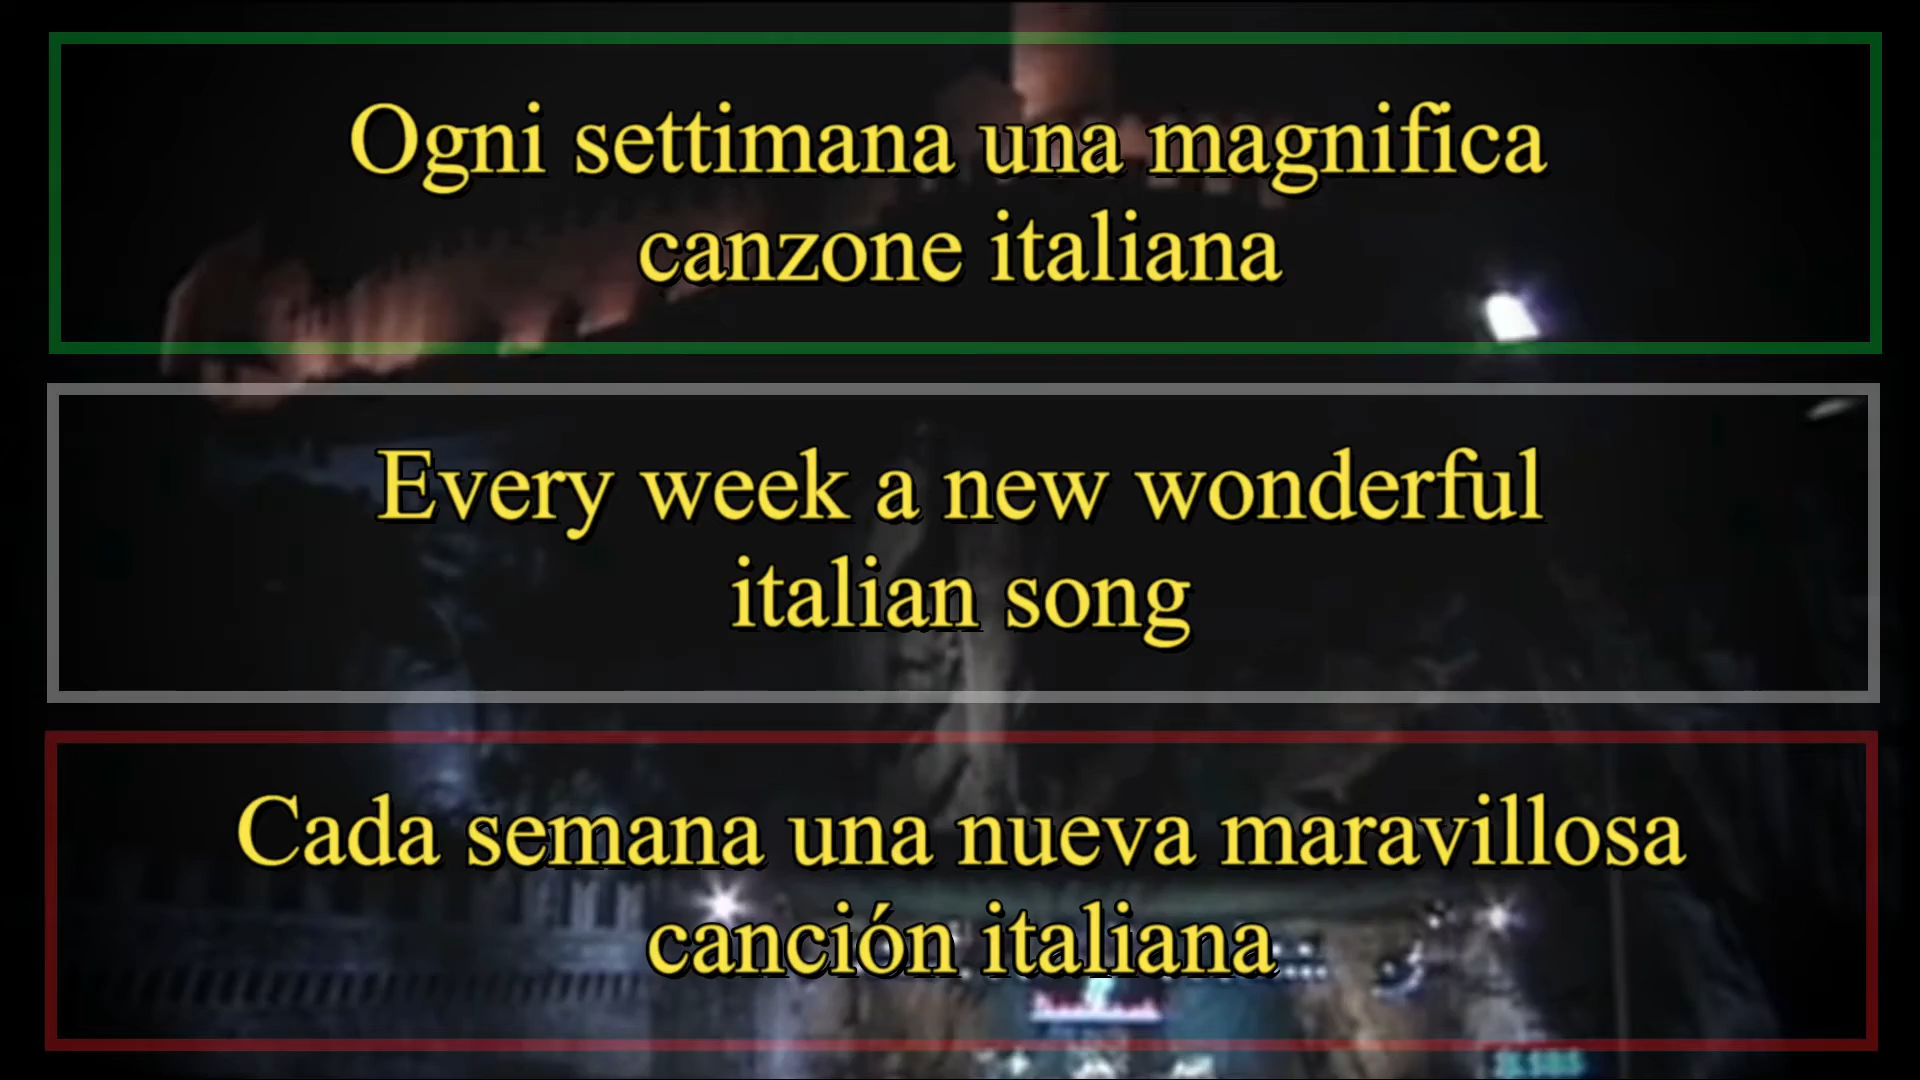 Ogni settimana una magnifica
canzone italiana
Every week a new wonderful
italian song
Cada semana una nueva maravillosa
canción italiana